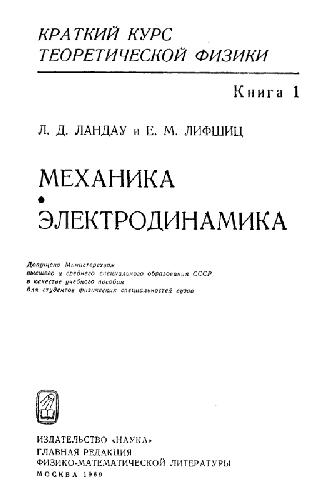 КРАТКИЙ КУРС
ТЕОРЕТИЧЕСКОЙ ФИЗИКИ
Книга 1
Л. Д. ЛАНДАУ и Е. М. ЛИФШИЦ
МЕХАНИКА
•
ЭЛЕКТРОДИНАМИКА
Допущено Министерством
высшего и среднего специального образования СССР
в качестве учебного пособия
для студентов физических специальностей вузов
ИЗДАТЕЛЬСТВО «НАУКА»
ГЛАВНАЯ РЕДАКЦИЯ
ФИЗИКО-МАТЕМАТИЧЕСКОЙ ЛИТЕРАТУРЫ
МОСКВА 1969